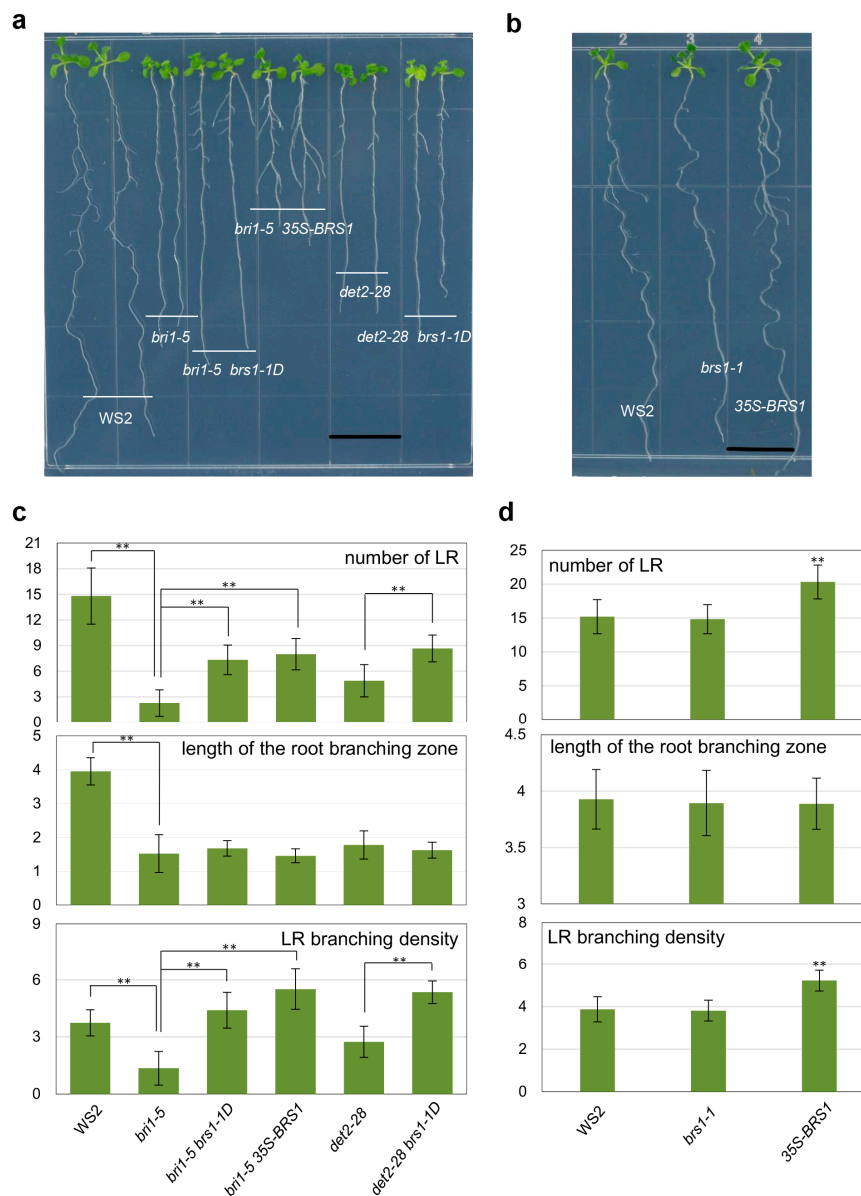 a
b
2 3 4
bri1-5 35S-BRS1
det2-28
bri1-5
det2-28 brs1-1D
bri1-5 brs1-1D
WS2
brs1-1
WS2
35S-BRS1
c
d
number of LR
21
18
15
12
9
6
3
0
** ** ** **
length of the root branching zone
5
4
3
2
1
0
**
LR branching density
9
6
3
0
** ** ** **
WS2
bri1-5
bri1-5 brs1-1D
bri1-5 35S-BRS1
det2-28
det2-28 brs1-1D
number of LR
25
20
15
10
5
0
**
length of the root branching zone
4.5
4
3.5
3
LR branching density
8
6
4
2
0
**
WS2
brs1-1
35S-BRS1